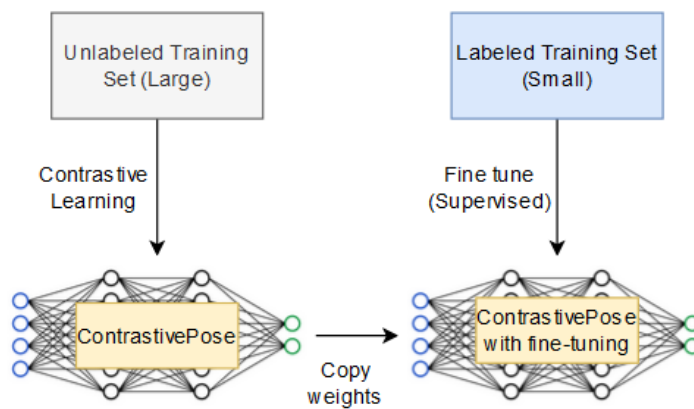 Unlabeled Training
Set (Large)
Labeled Training Set
(Small)
Contrastive
Learning
Fine tune
(Supervised)
ContrastivePose
Copy
weights
ContrastivePose
with fine-tuning